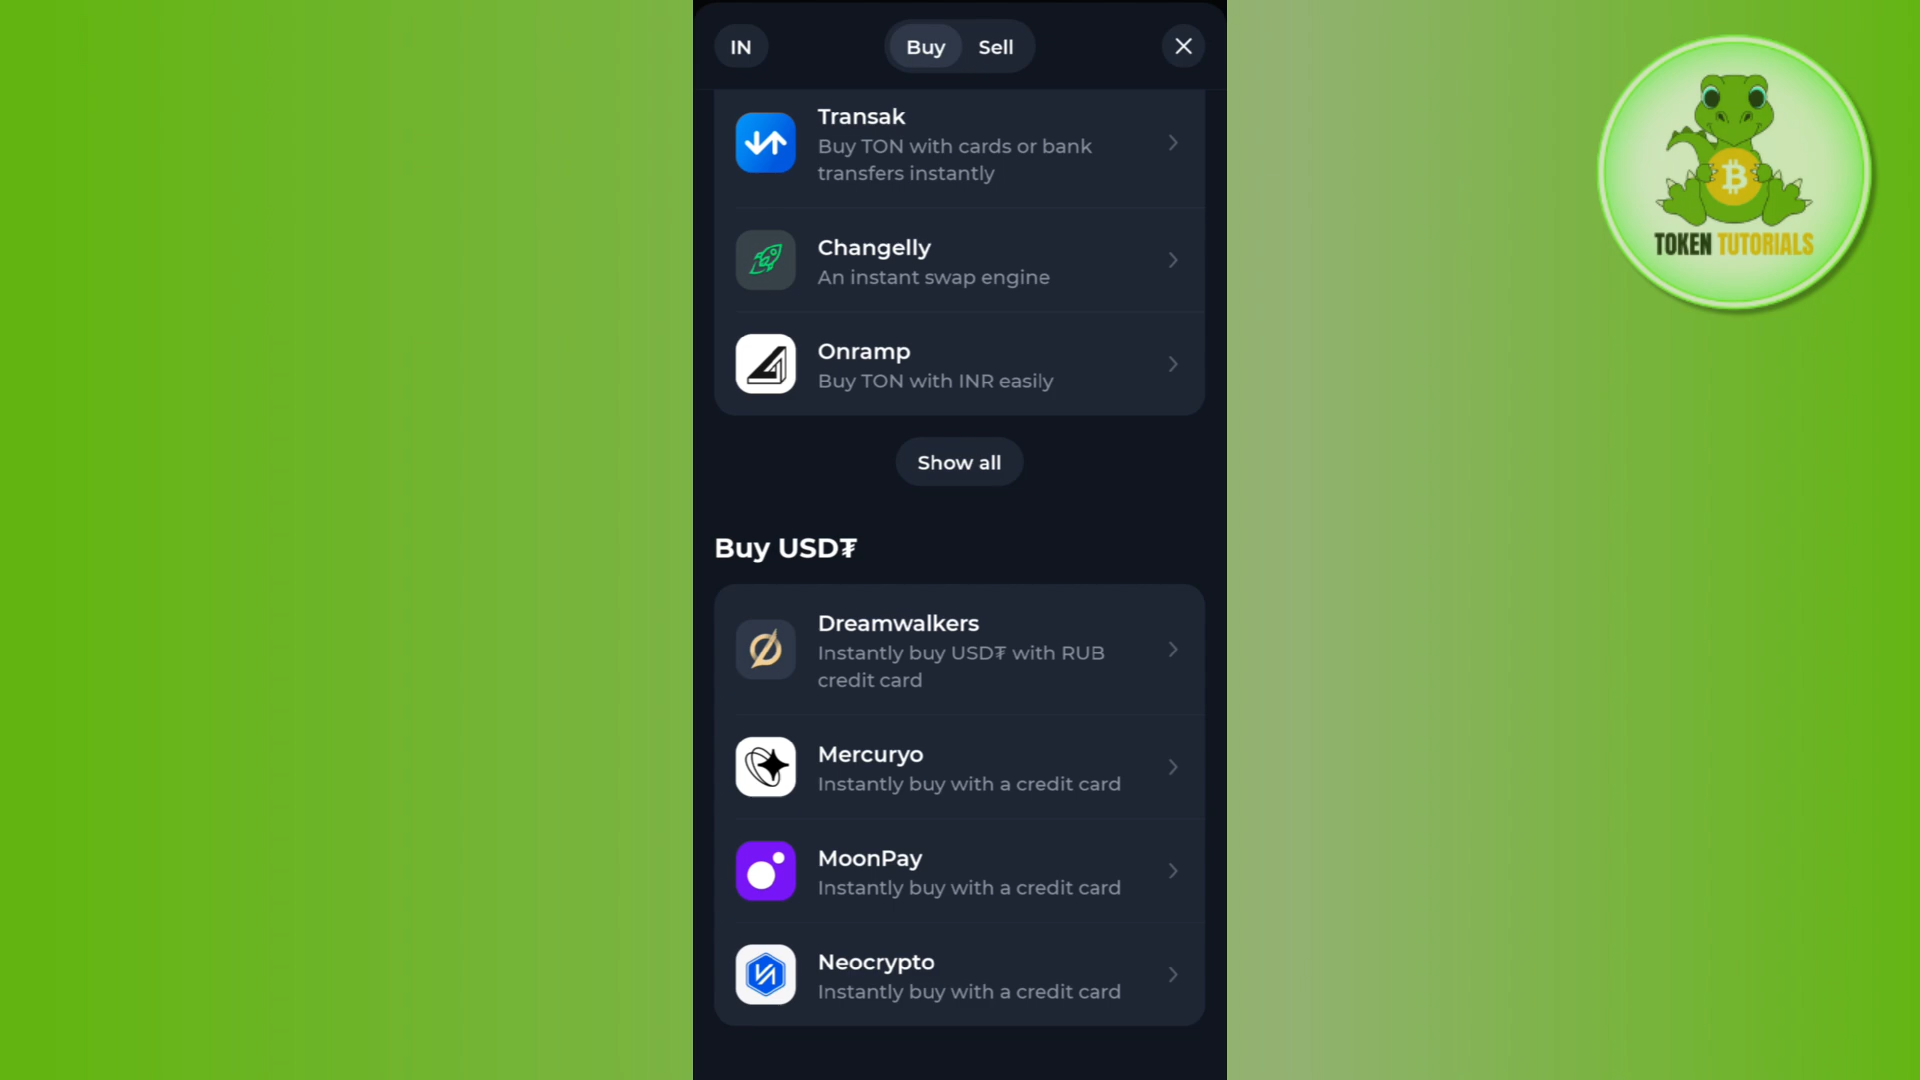 IN
Buy
Sell
Transak
Buy TON with cards or bank
transfers instantly
Changelly
An instant swap engine
Onramp
Buy TON with INR easily
Show all
Buy USD₮
Dreamwalkers
Instantly buy USD₮ with RUB
credit card
Mercuryo
Instantly buy with a credit card
MoonPay
Instantly buy with a credit card
Neocrypto
Instantly buy with a credit card
TOKEN TUTORIALS